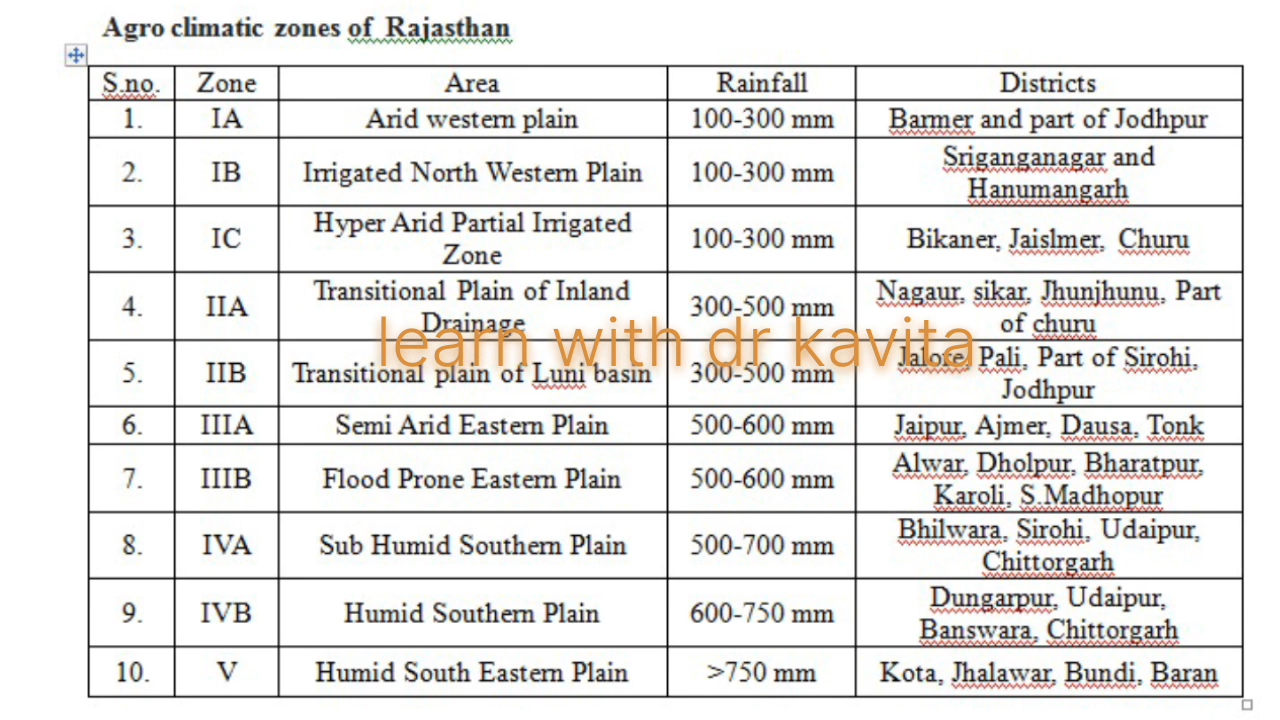 Agro climatic zones of Rajasthan
S.no. Zone Area Rainfall Districts
1. IA Arid western plain 100-300 mm Barmer and part of Jodhpur
2. IB Irrigated North Western Plain 100-300 mm Sriganganagar and
Hanumangarh
3. IC Hyper Arid Partial Irrigated
Zone 100-300 mm Bikaner, Jaislmer, Churu
4. IIA Transitional Plain of Inland
Drainage 300-500 mm Nagaur, sikar, Jhunjhunu, Part
of churu
learn with dr kavita
5. IIB Transitional plain of Luni basin 300-500 mm Jalore, Pali, Part of Sirohi,
Jodhpur
6. IIIA Semi Arid Eastern Plain 500-600 mm Jaipur, Ajmer, Dausa, Tonk
7. IIIB Flood Prone Eastern Plain 500-600 mm Alwar, Dholpur, Bharatpur,
Karoli, S.Madhopur
8. IVA Sub Humid Southern Plain 500-700 mm Bhilwara, Sirohi, Udaipur,
Chittorgarh
9. IVB Humid Southern Plain 600-750 mm Dungarpur, Udaipur,
Banswara, Chittorgarh
10. V Humid South Eastern Plain >750 mm Kota, Jhalawar, Bundi, Baran